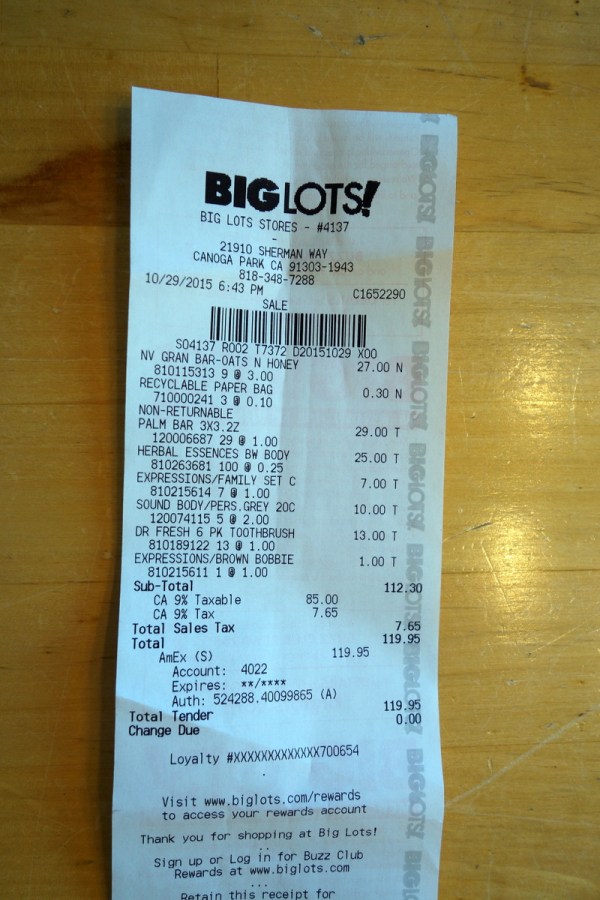 BIG LOTS!
BIG LOTS STORES - #4137
-
21910 SHERMAN WAY
CANOGA PARK CA 91303-1943
818-348-7288
10/29/2015 6:43 PM C1652290
SALE
S04137 R002 T7372 D20151029 X00
NV GRAN BAR-OATS N HONEY 27.00 N
810115313 9 @ 3.00
RECYCLABLE PAPER BAG 0.30 N
710000241 3 @ 0.10
NON-RETURNABLE
PALM BAR 3X3.2Z 29.00 T
120006687 29 @ 1.00
HERBAL ESSENCES BW BODY 25.00 T
810263681 100 @ 0.25
EXPRESSIONS/FAMILY SET C 7.00 T
810215614 7 @ 1.00
SOUND BODY/PERS.GREY 20C 10.00 T
120074115 5 @ 2.00
DR FRESH 6 PK TOOTHBRUSH 13.00 T
810189122 13 @ 1.00
EXPRESSIONS/BROWN BOBBIE 1.00 T
810215611 1 @ 1.00
Sub-Total 112.30
CA 9% Taxable 85.00
CA 9% Tax 7.65
Total Sales Tax 7.65
Total 119.95
AmEx (S) 119.95
Account: 4022
Expires: **/****
Auth: 524288.40099865 (A)
Total Tender 119.95
Change Due 0.00
Loyalty #XXXXXXXXXXXXX700654
.
Visit www.biglots.com/rewards
to access your rewards account
Thank you for shopping at Big Lots!
..
Sign up or Log in for Buzz Club
Rewards at www.biglots.com
...
Retain this receipt for